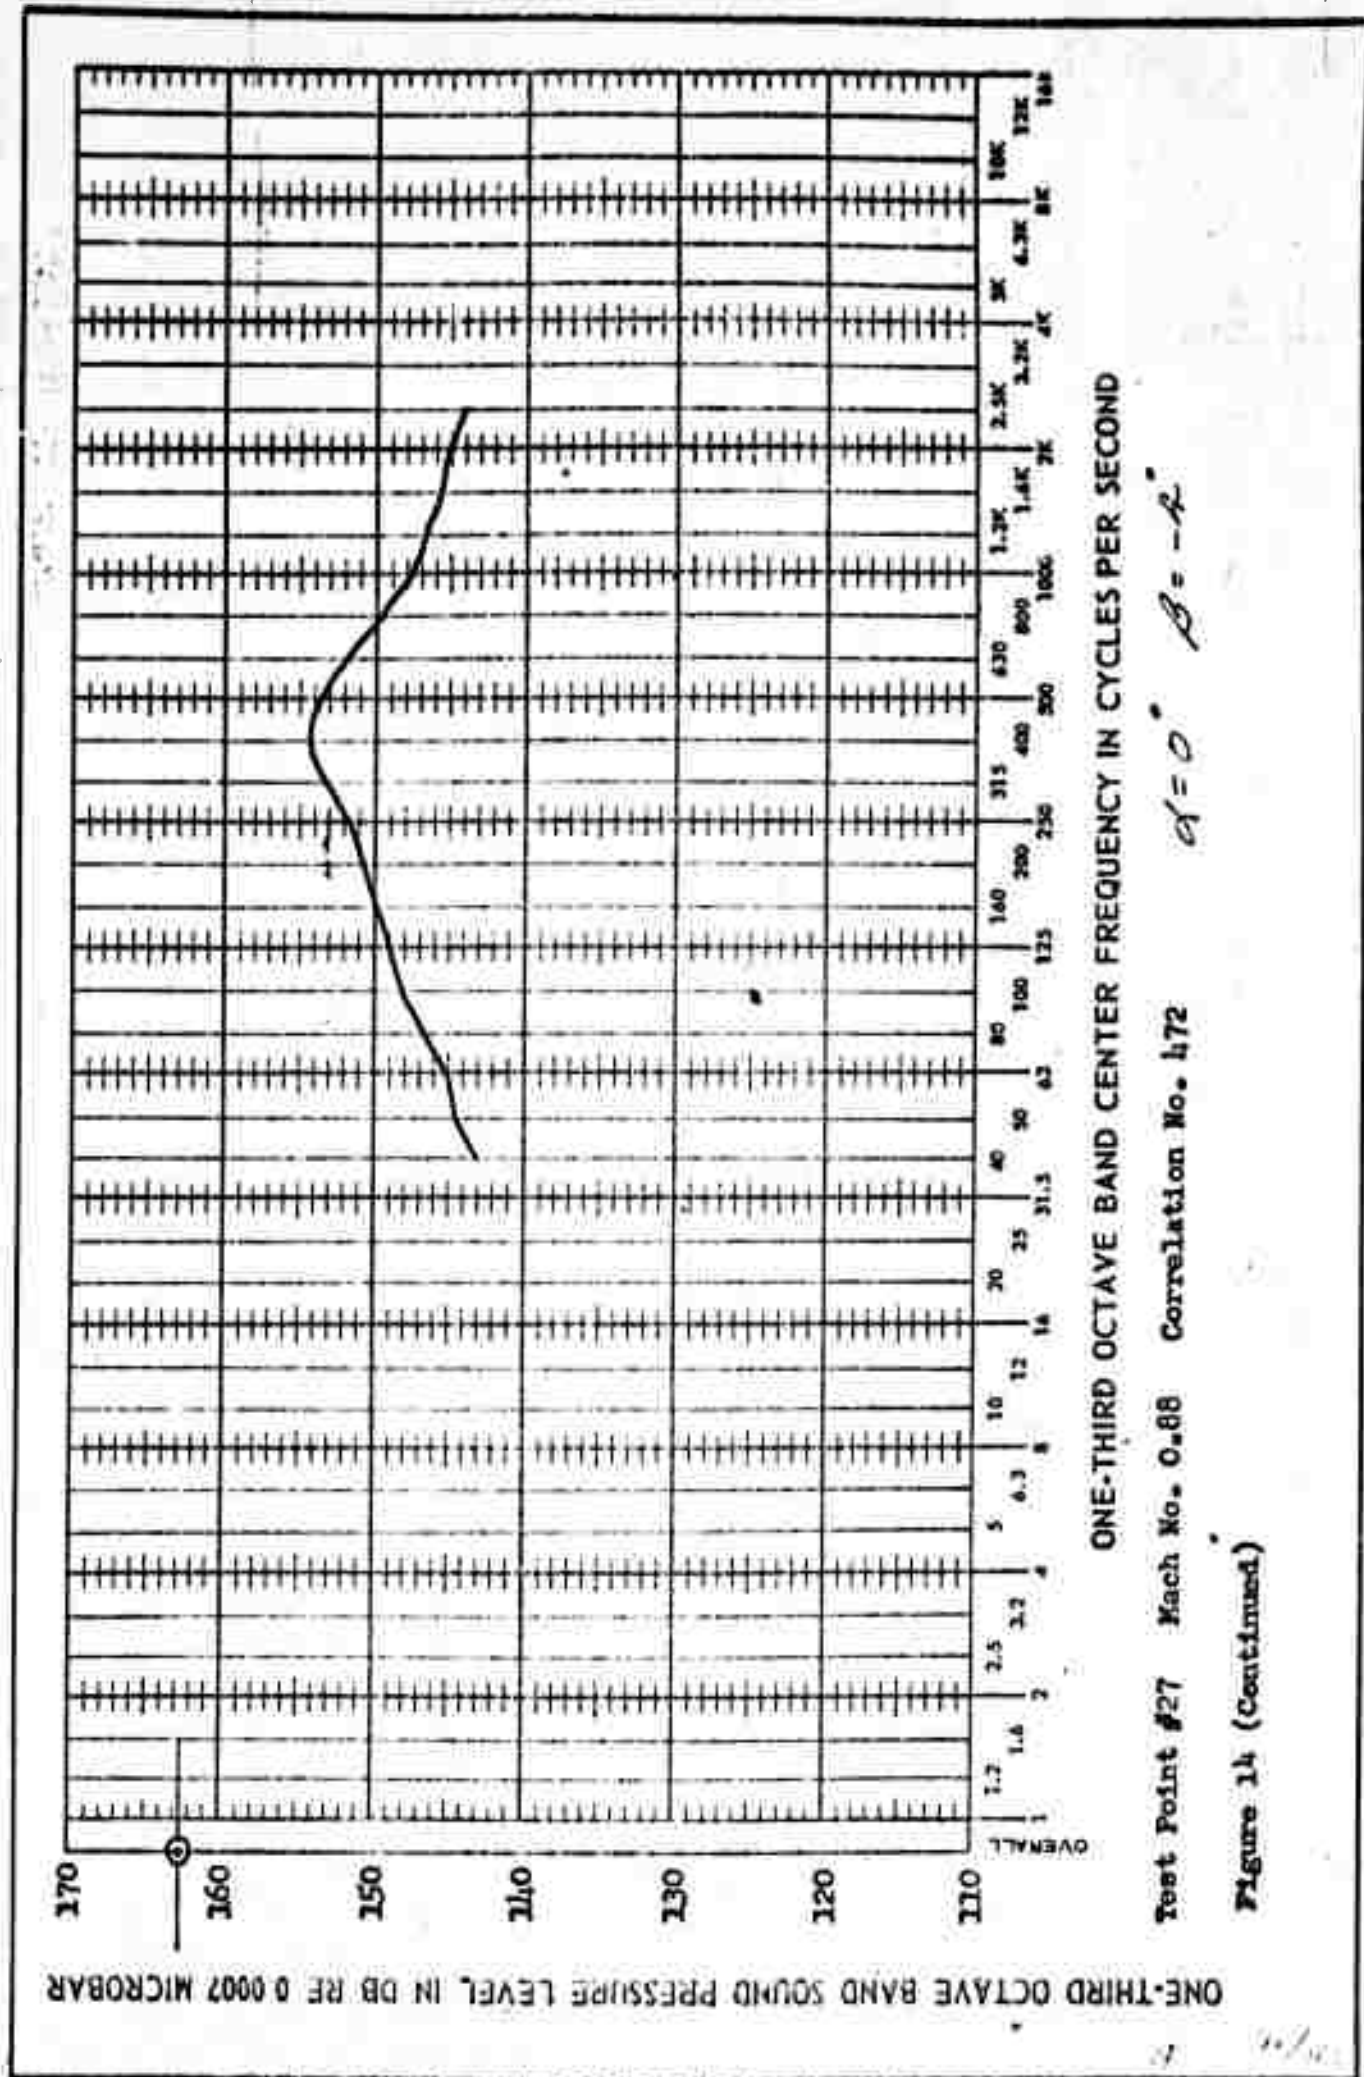 ONE-THIRD OCTAVE BAND SOUND PRESSURE LEVEL, IN DB RE 0.0002 MICROBAR
170
160
150
140
130
120
110
OVERALL
1 1.2 1.6 2 2.5 3.2 4 5 6.3 8 10 12 16 20 25 31.5 40 50 63 80 100 125 160 200 250 315 400 500 630 800 1000 1.2K 1.6K 2K 2.5K 3.2K 4K 5K 6.3K 8K 10K 12K 16K
ONE-THIRD OCTAVE BAND CENTER FREQUENCY IN CYCLES PER SECOND
Test Point #27 Mach No. 0.88 Correlation No. 472 α = 0° β = -4°
Figure 14 (Continued)